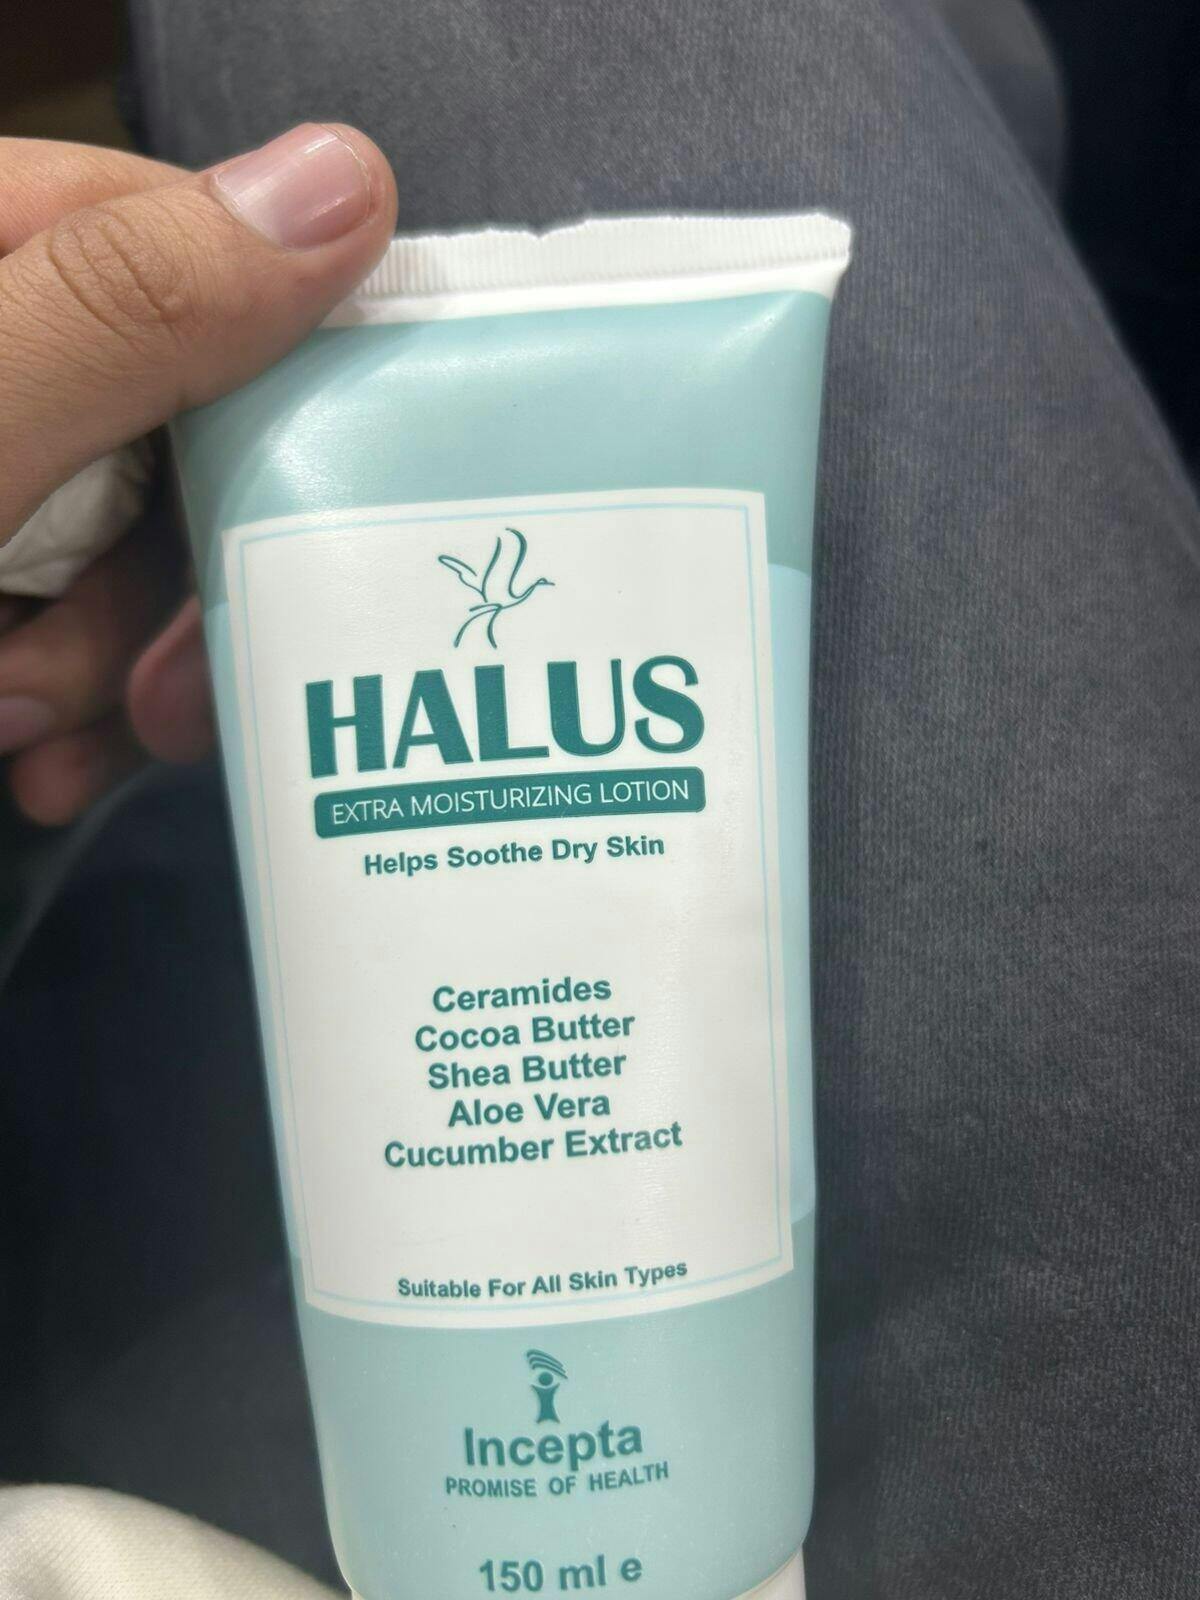 HALUS
EXTRA MOISTURIZING LOTION
Helps Soothe Dry Skin
Ceramides
Cocoa Butter
Shea Butter
Aloe Vera
Cucumber Extract
Suitable For All Skin Types
Incepta
PROMISE OF HEALTH
150 ml e